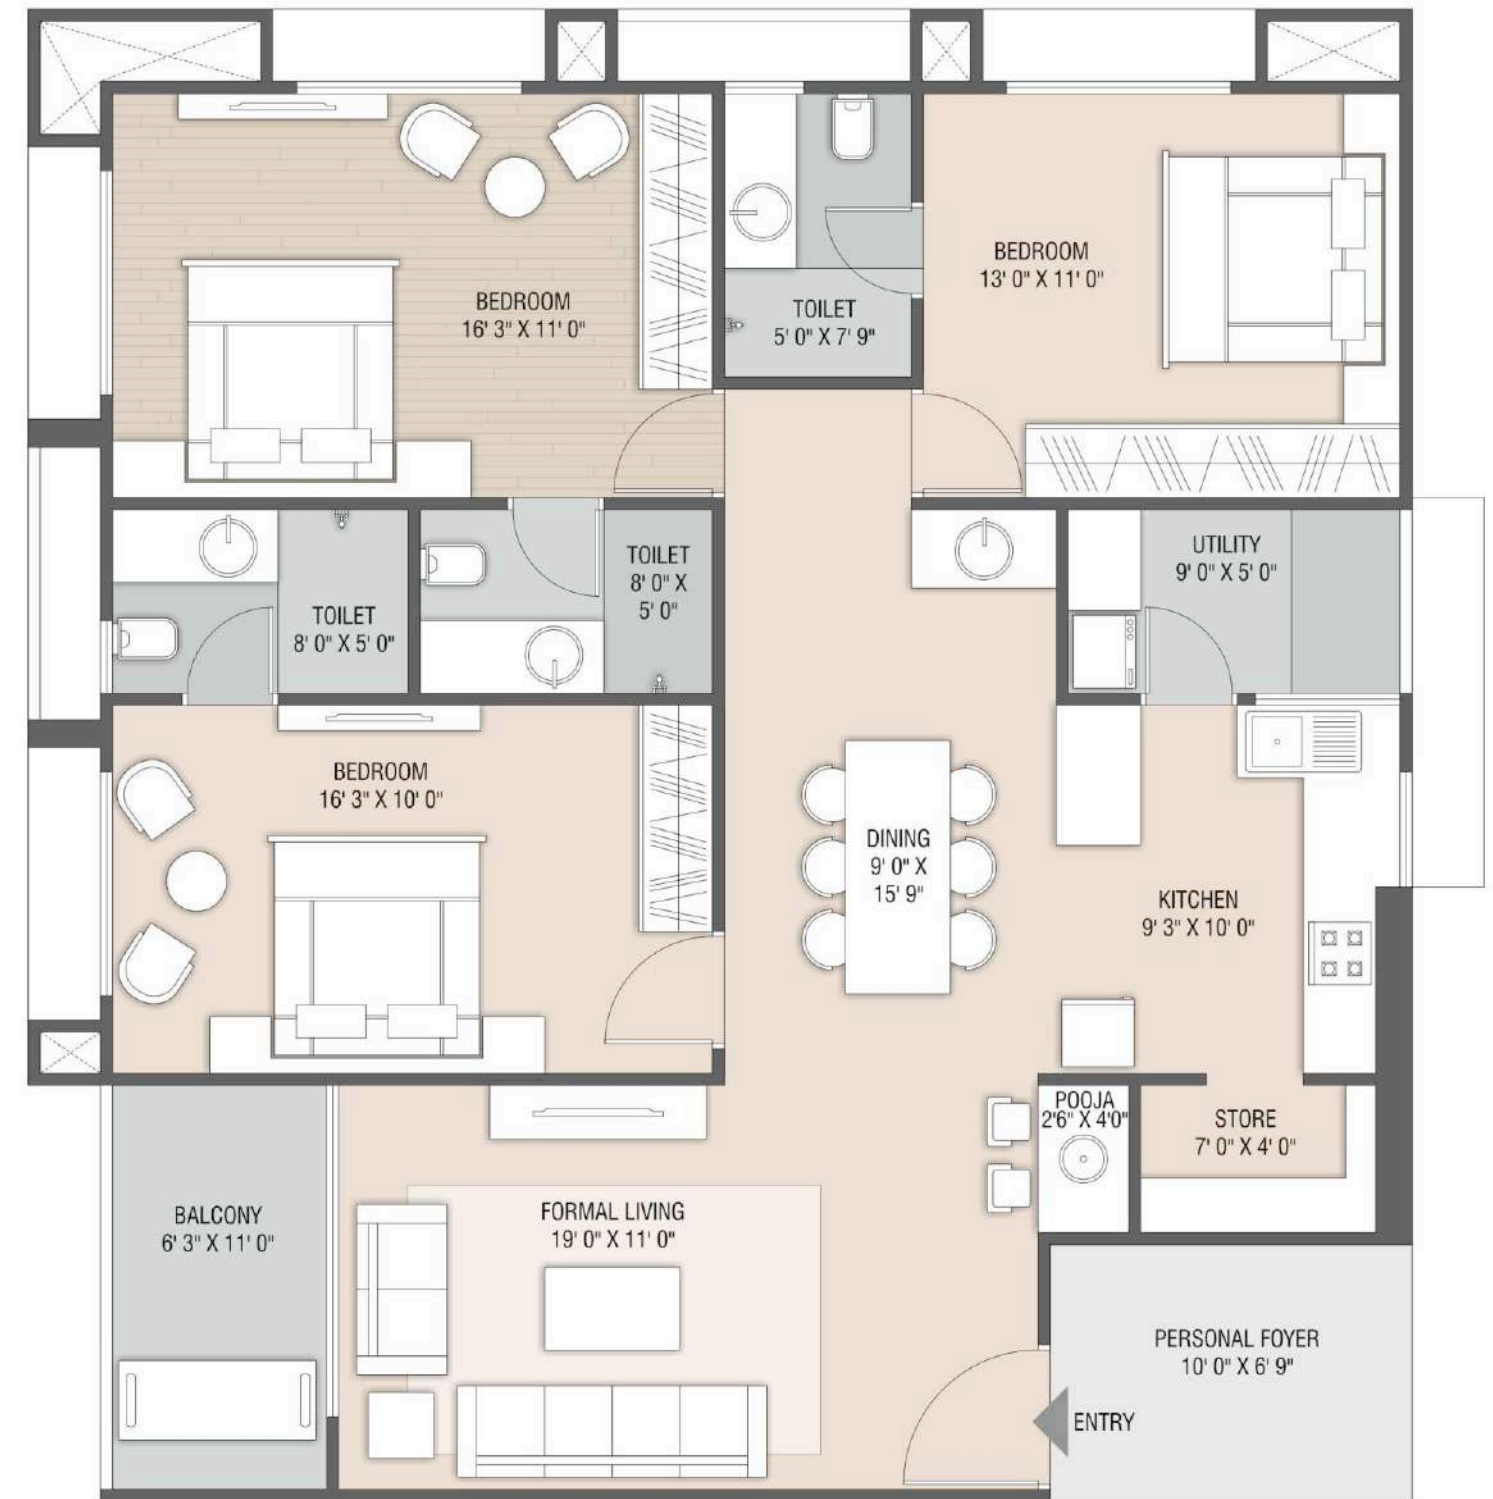 BEDROOM
16' 3" X 11' 0"
TOILET
5' 0" X 7' 9"
BEDROOM
13' 0" X 11' 0"
TOILET
8' 0" X 5' 0"
TOILET
8' 0" X
5' 0"
UTILITY
9' 0" X 5' 0"
BEDROOM
16' 3" X 10' 0"
DINING
9' 0" X
15' 9"
KITCHEN
9' 3" X 10' 0"
POOJA
2'6" X 4'0"
STORE
7' 0" X 4' 0"
BALCONY
6' 3" X 11' 0"
FORMAL LIVING
19' 0" X 11' 0"
PERSONAL FOYER
10' 0" X 6' 9"
ENTRY